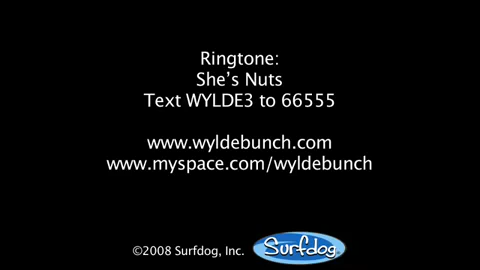 Ringtone:
She's Nuts
Text WYLDE3 to 66555
www.wyldebunch.com
www.myspace.com/wyldebunch
©2008 Surfdog, Inc.
Surfdog